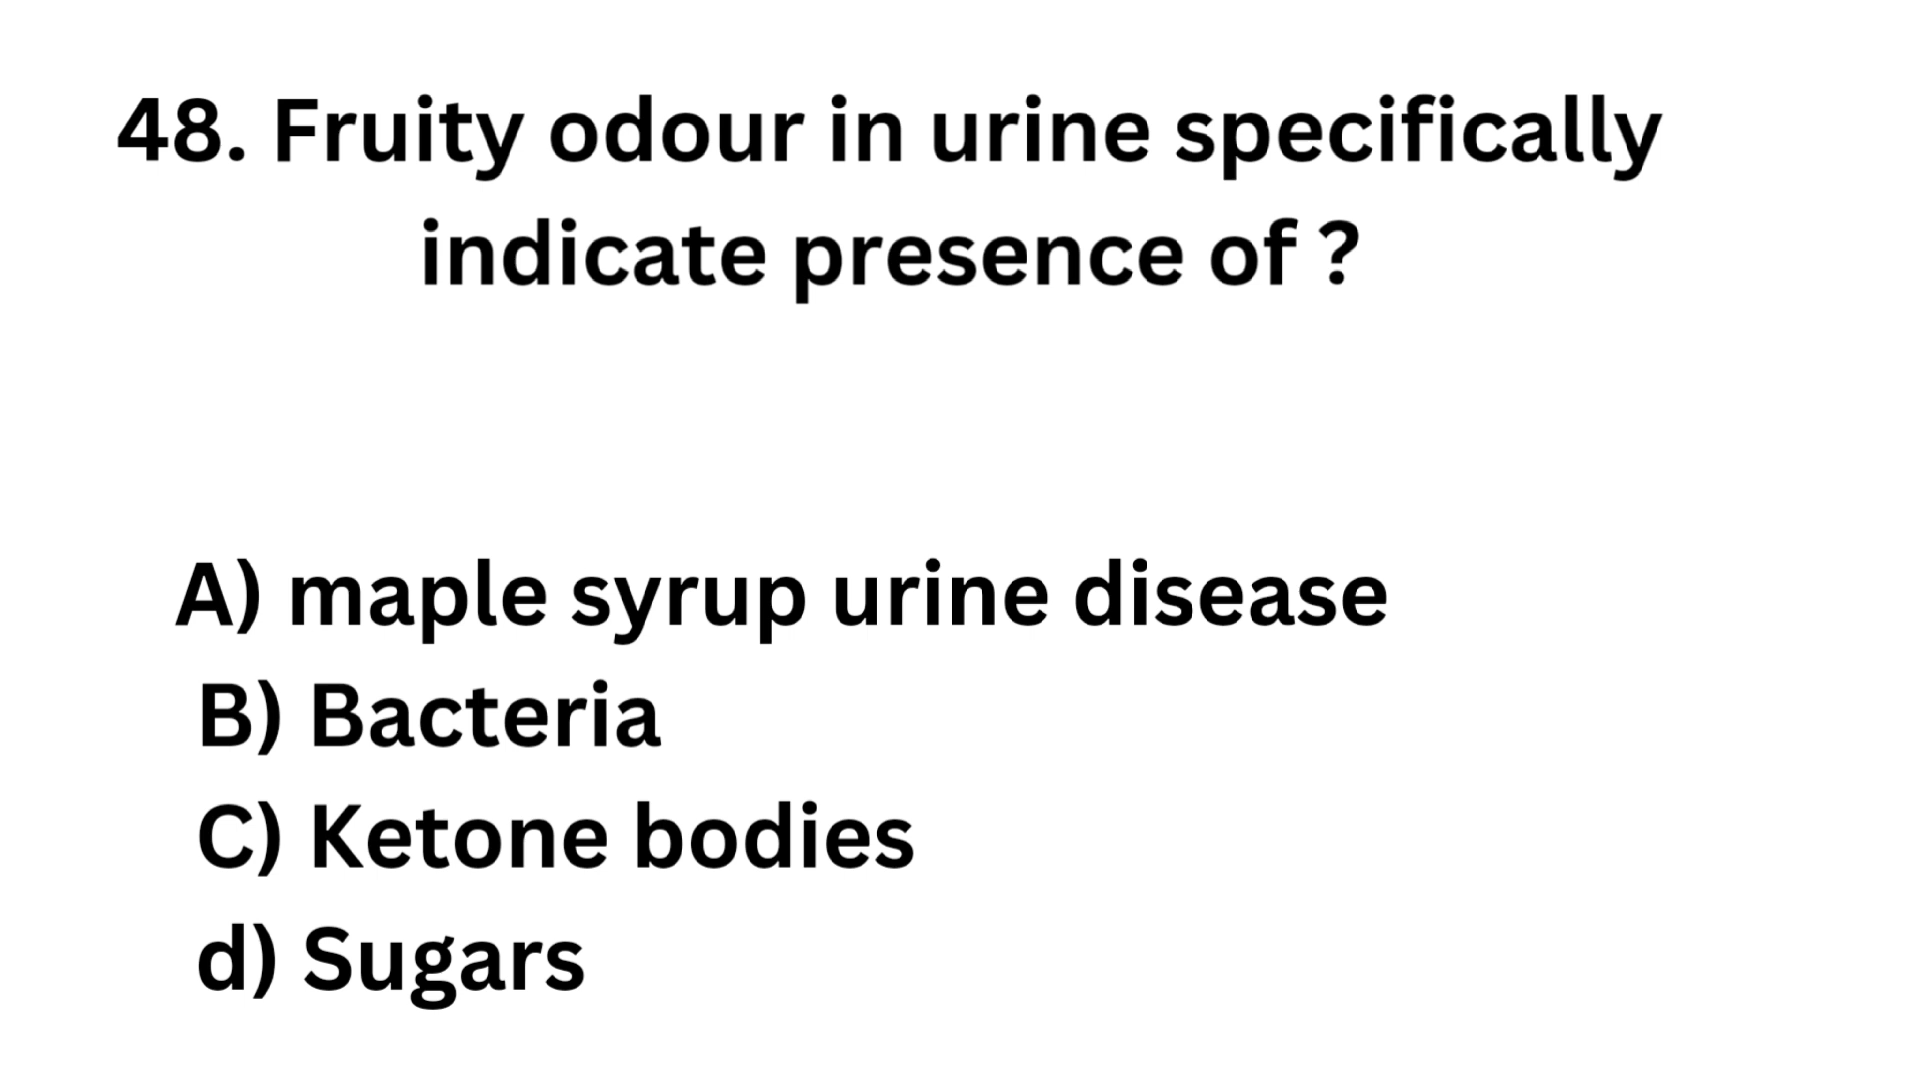 48. Fruity odour in urine specifically
indicate presence of ?
A) maple syrup urine disease
B) Bacteria
C) Ketone bodies
d) Sugars